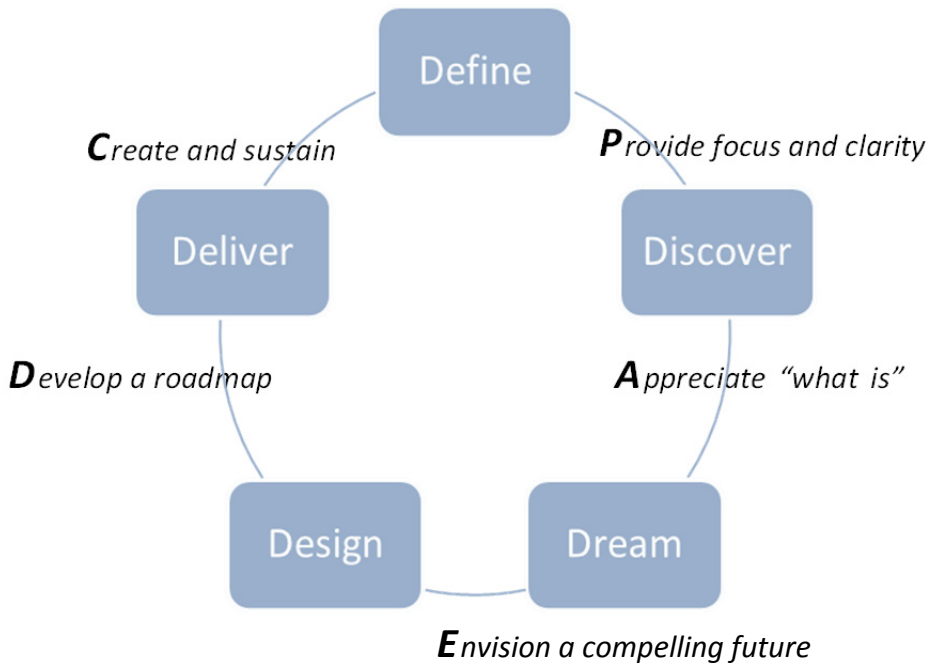 Define
Create and sustain
Provide focus and clarity
Deliver
Discover
Develop a roadmap
Appreciate “what is”
Design
Dream
Envision a compelling future